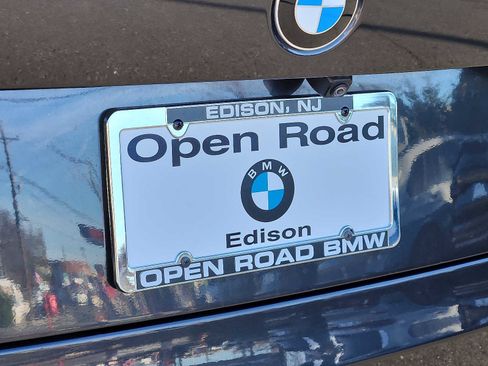 EDISON, NJ
Open Road
BMW
Edison
OPEN ROAD BMW